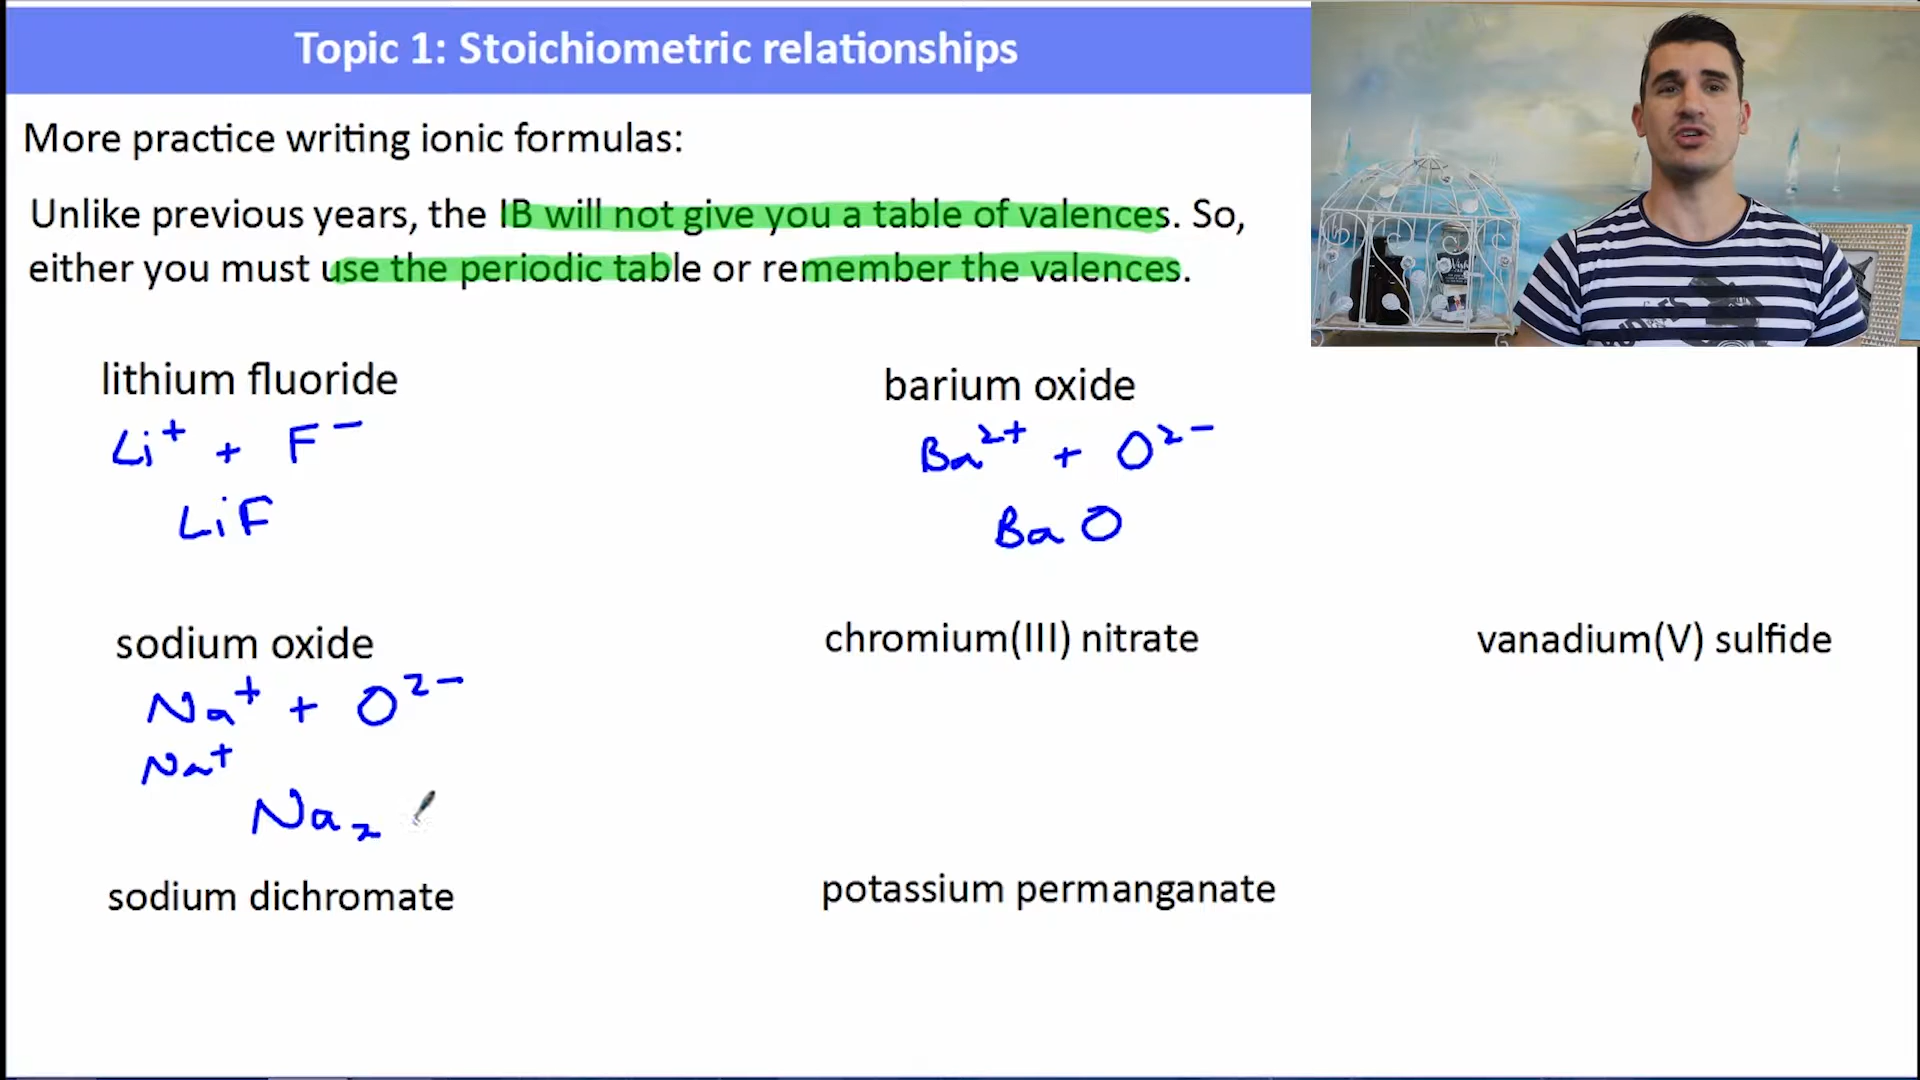 Topic 1: Stoichiometric relationships
More practice writing ionic formulas:
Unlike previous years, the IB will not give you a table of valences. So,
either you must use the periodic table or remember the valences.
lithium fluoride
Li⁺ + F⁻
LiF
barium oxide
Ba²⁺ + O²⁻
BaO
sodium oxide
Na⁺ + O²⁻
Na⁺
Na₂
chromium(III) nitrate
vanadium(V) sulfide
sodium dichromate
potassium permanganate